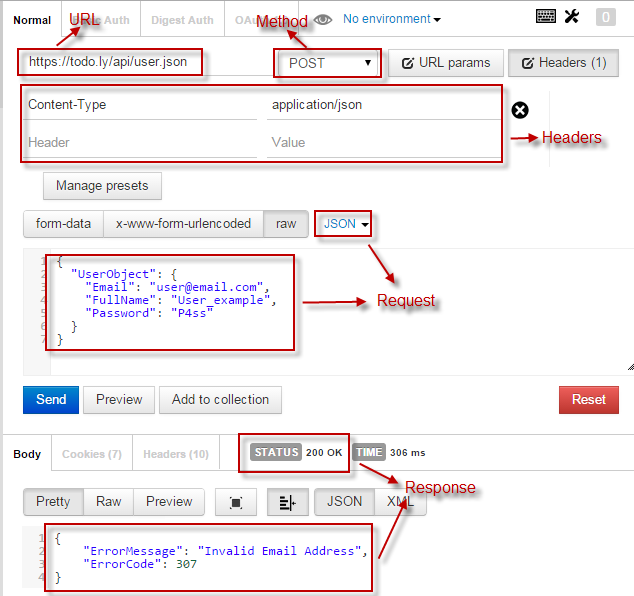 Normal URL Basic Auth Digest Auth OAuth Method No environment 0
https://todo.ly/api/user.json POST URL params Headers (1)
Content-Type application/json
Header Value
Headers
Manage presets
form-data x-www-form-urlencoded raw JSON
1 {
2 "UserObject": {
3 "Email": "user@email.com",
4 "FullName": "User_example",
5 "Password": "P4ss"
6 }
7 }
Request
Send Preview Add to collection Reset
Body Cookies (7) Headers (10) STATUS 200 OK TIME 306 ms
Response
Pretty Raw Preview JSON XML
1 {
2 "ErrorMessage": "Invalid Email Address",
3 "ErrorCode": 307
4 }